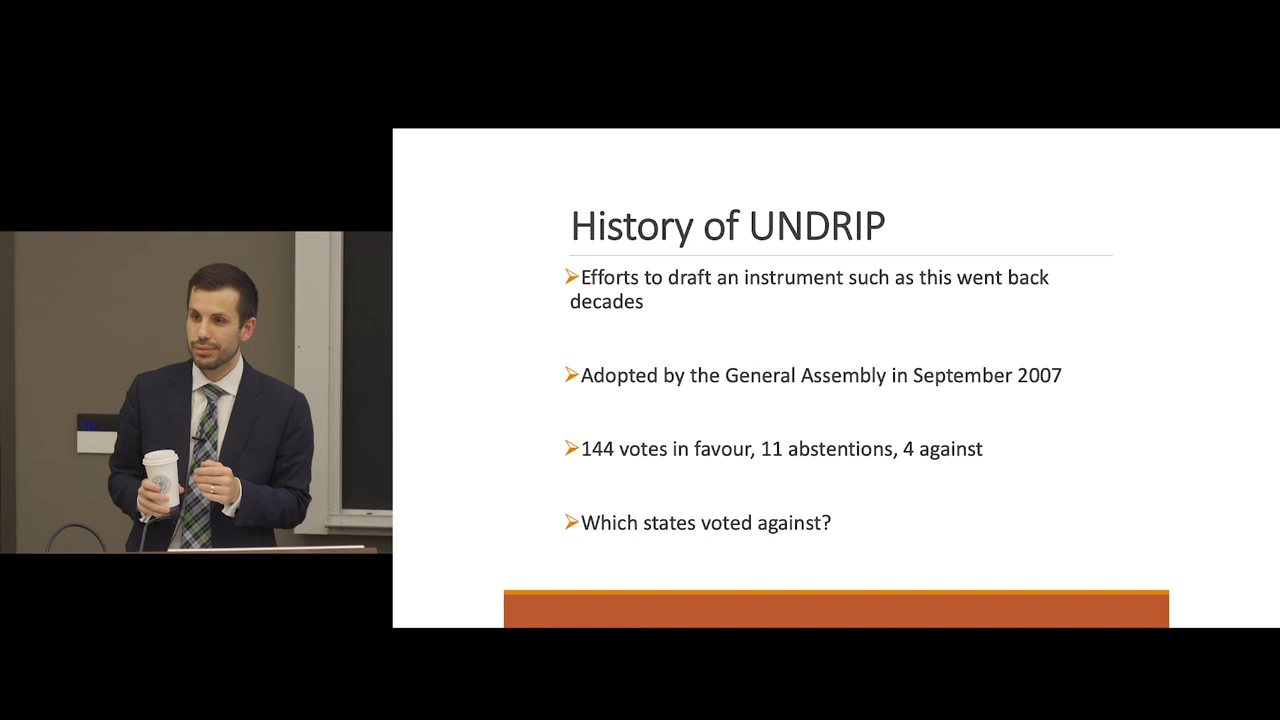 History of UNDRIP
➢Efforts to draft an instrument such as this went back
decades
➢Adopted by the General Assembly in September 2007
➢144 votes in favour, 11 abstentions, 4 against
➢Which states voted against?